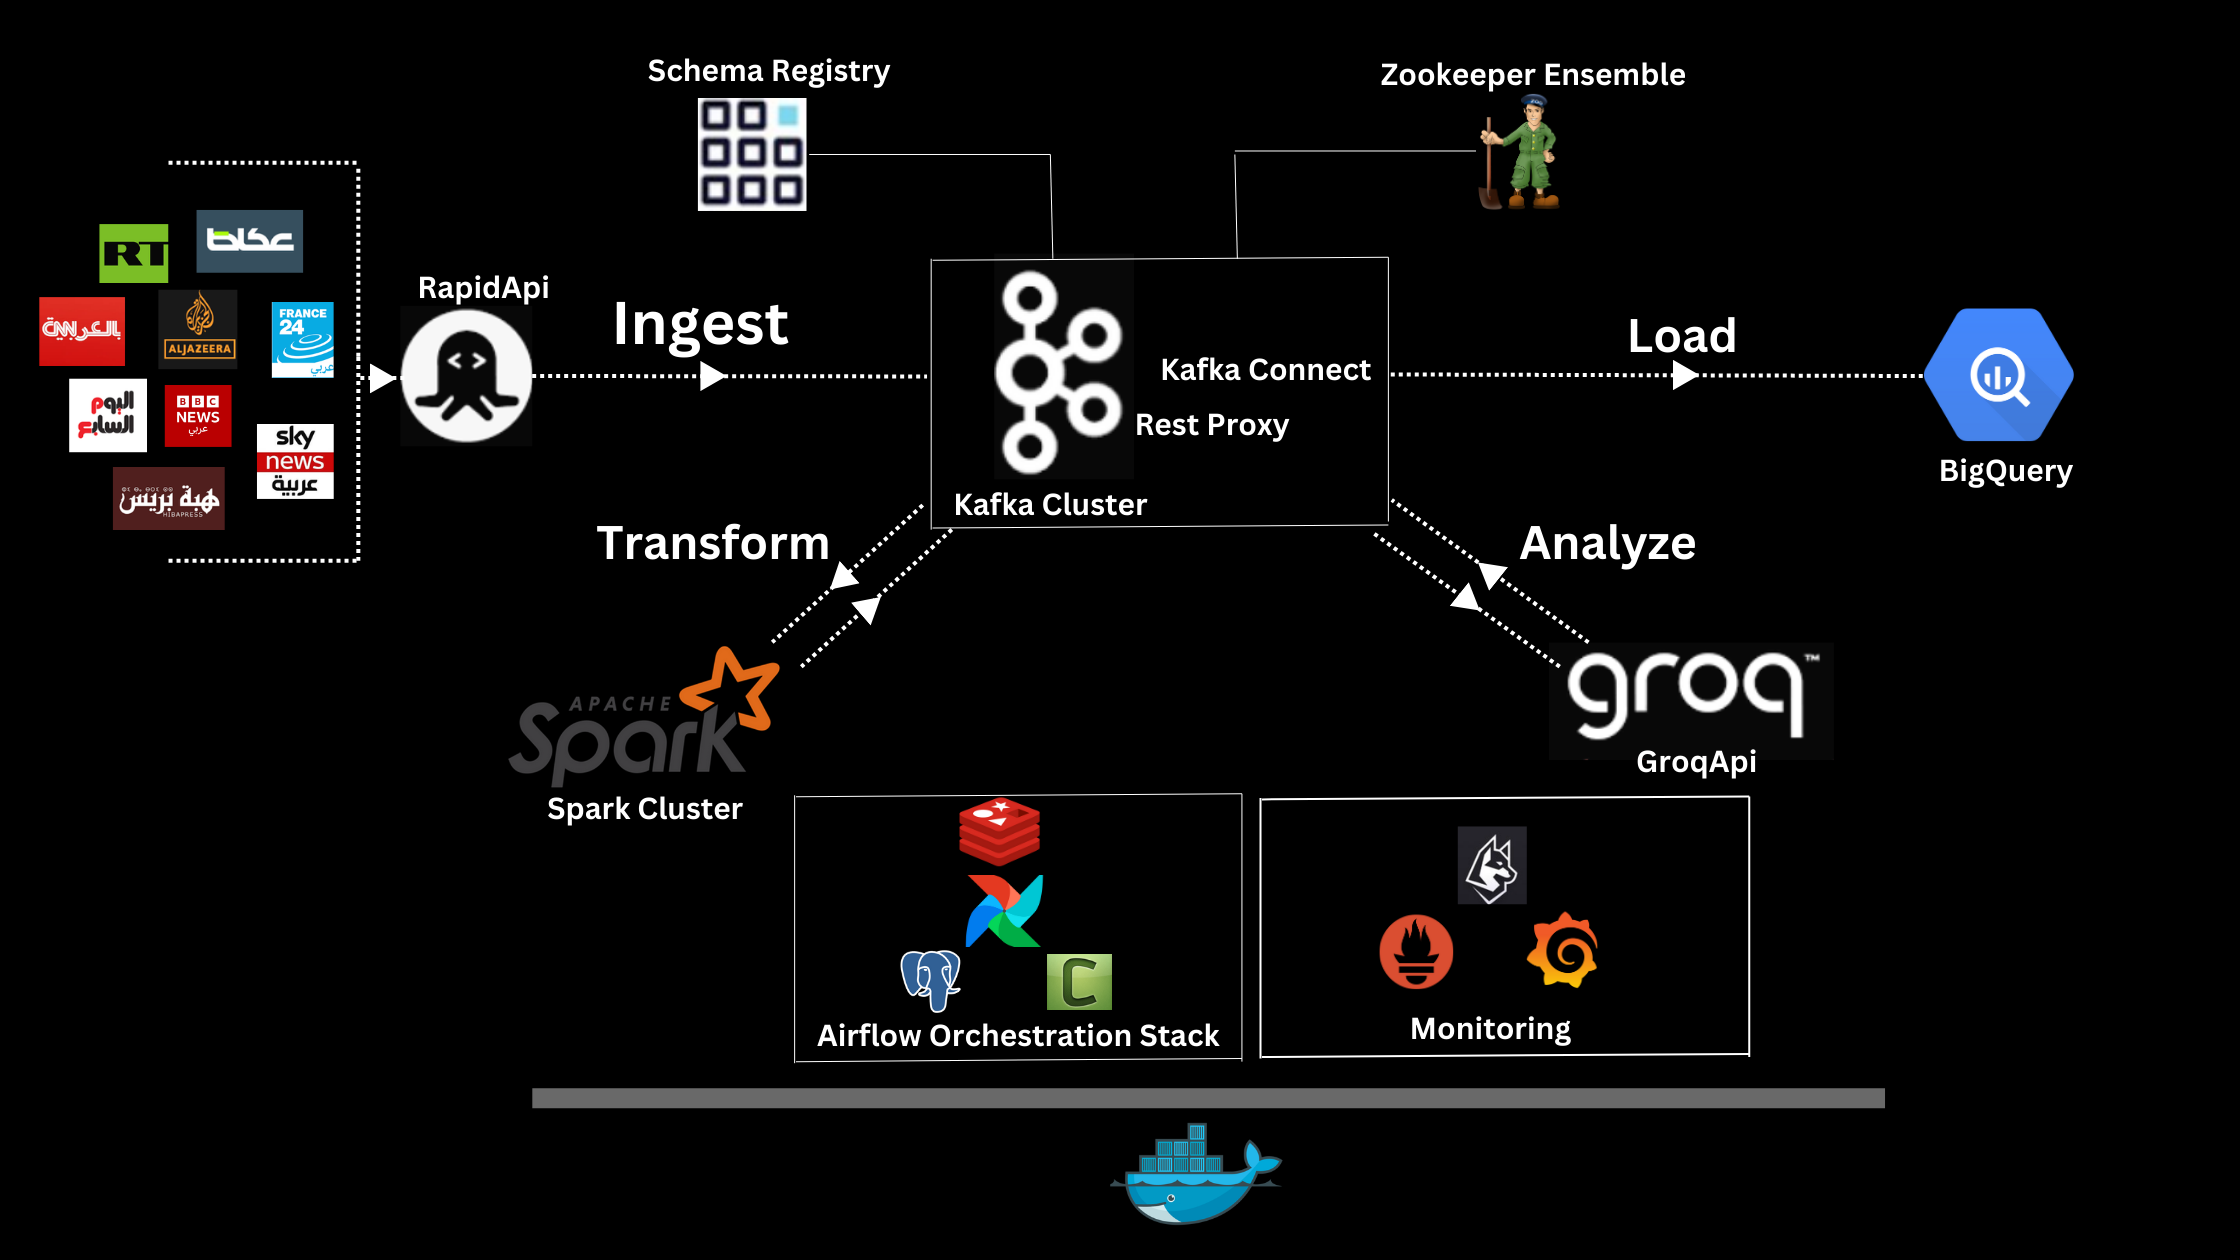 Schema Registry
Zookeeper Ensemble
RT
عكاظ
CNN بالعربية
ALJAZEERA
FRANCE
24
عربي
اليوم
السابع
BBC
NEWS
عربي
sky
news
عربية
هبة بريس
HIBAPRESS
RapidApi
< >
Ingest
Kafka Connect
Rest Proxy
Kafka Cluster
Load
BigQuery
Transform
Analyze
APACHE
Spark
Spark Cluster
groq™
GroqApi
C
Airflow Orchestration Stack
Monitoring